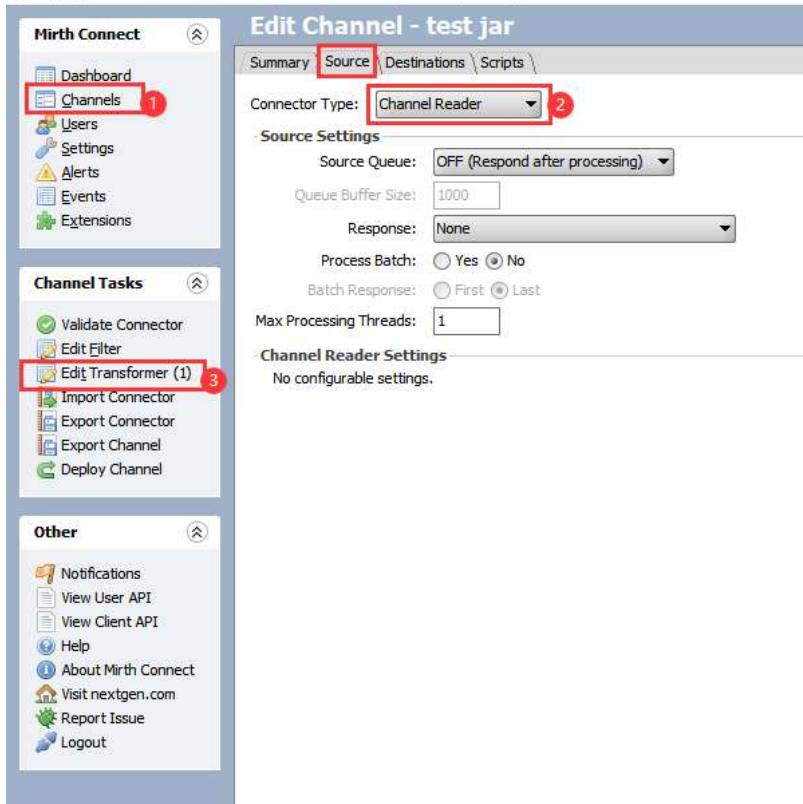 Mirth Connect
Dashboard
Channels
1
Users
Settings
Alerts
Events
Extensions
Channel Tasks
Validate Connector
Edit Filter
Edit Transformer (1)
3
Import Connector
Export Connector
Export Channel
Deploy Channel
Other
Notifications
View User API
View Client API
Help
About Mirth Connect
Visit nextgen.com
Report Issue
Logout
Edit Channel - test jar
Summary Source Destinations Scripts
Connector Type: Channel Reader 2
Source Settings
Source Queue: OFF (Respond after processing)
Queue Buffer Size: 1000
Response: None
Process Batch: Yes No
Batch Response: First Last
Max Processing Threads: 1
Channel Reader Settings
No configurable settings.